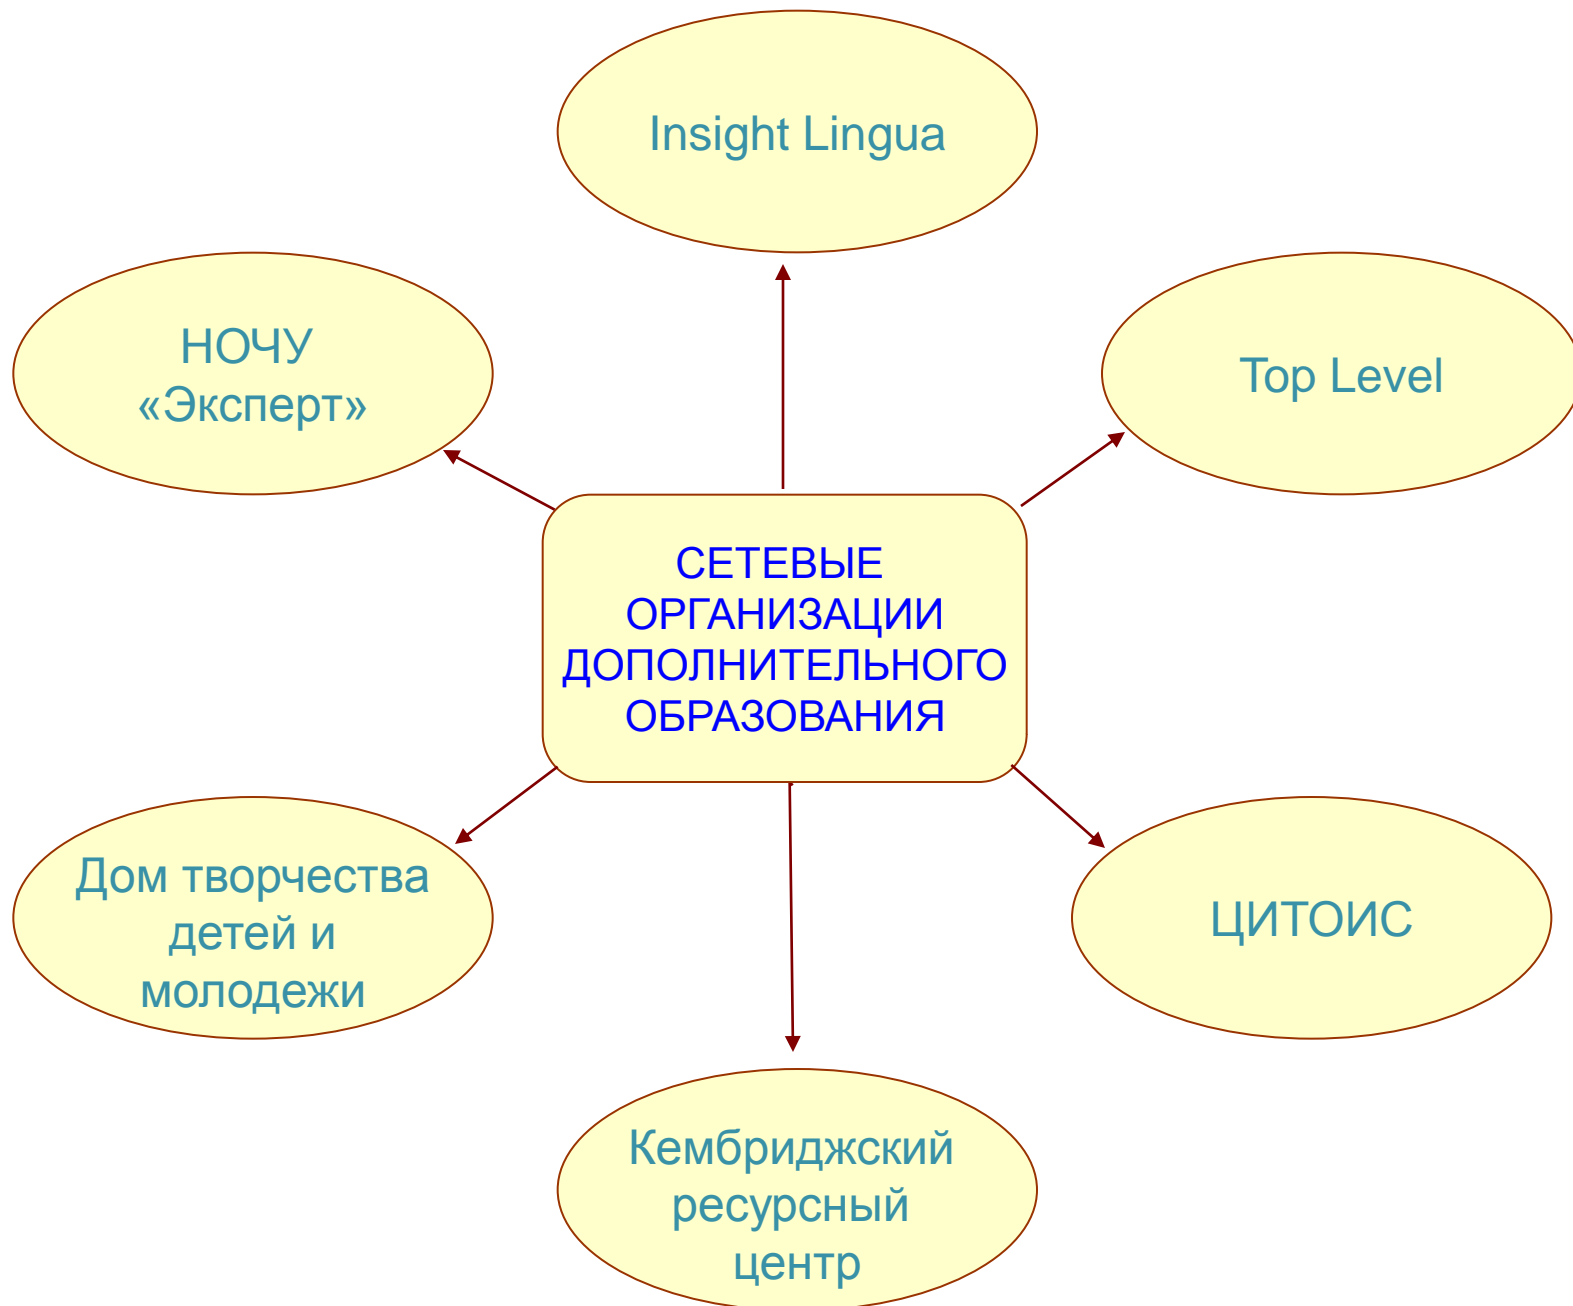 Insight Lingua
НОЧУ
«Эксперт»
Top Level
СЕТЕВЫЕ
ОРГАНИЗАЦИИ
ДОПОЛНИТЕЛЬНОГО
ОБРАЗОВАНИЯ
Дом творчества
детей и
молодежи
ЦИТОИС
Кембриджский
ресурсный
центр